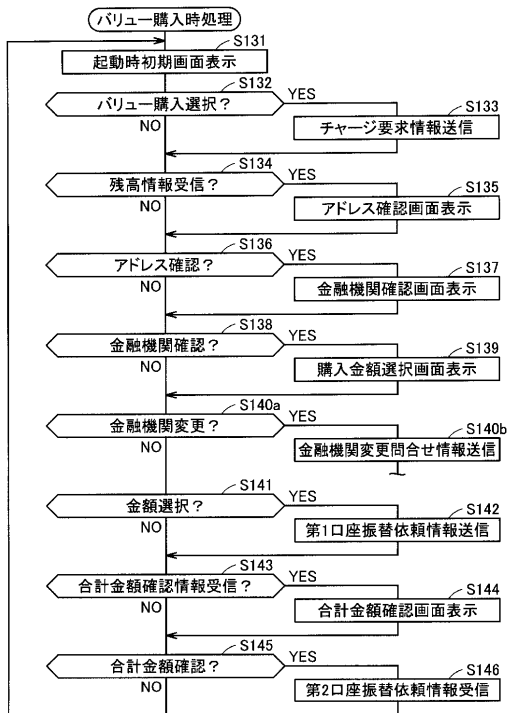 バリュー購入時処理
S131
起動時初期画面表示
S132
バリュー購入選択？
YES
NO
S133
チャージ要求情報送信
S134
残高情報受信？
YES
NO
S135
アドレス確認画面表示
S136
アドレス確認？
YES
NO
S137
金融機関確認画面表示
S138
金融機関確認？
YES
NO
S139
購入金額選択画面表示
S140a
金融機関変更？
YES
NO
S140b
金融機関変更問合せ情報送信
S141
金額選択？
YES
NO
S142
第1口座振替依頼情報送信
S143
合計金額確認情報受信？
YES
NO
S144
合計金額確認画面表示
S145
合計金額確認？
YES
NO
S146
第2口座振替依頼情報受信